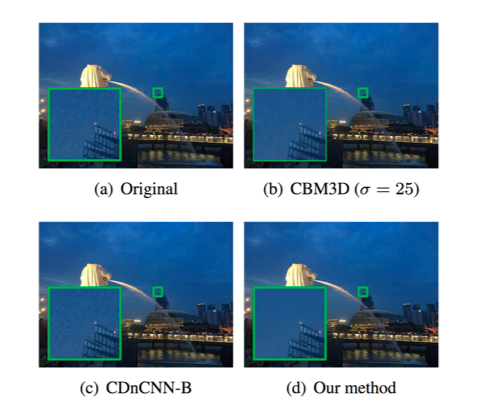 (a) Original
(b) CBM3D (σ = 25)
(c) CDnCNN-B
(d) Our method